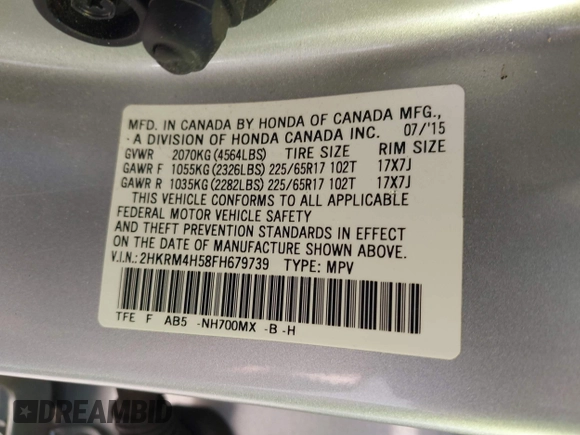 MFD. IN CANADA BY HONDA OF CANADA MFG.,
-A DIVISION OF HONDA CANADA INC. 07/'15
GVWR 2070KG (4564LBS) TIRE SIZE RIM SIZE
GAWR F 1055KG (2326LBS) 225/65R17 102T 17X7J
GAWR R 1035KG (2282LBS) 225/65R17 102T 17X7J
THIS VEHICLE CONFORMS TO ALL APPLICABLE
FEDERAL MOTOR VEHICLE SAFETY
AND THEFT PREVENTION STANDARDS IN EFFECT
ON THE DATE OF MANUFACTURE SHOWN ABOVE.
V.I.N.: 2HKRM4H58FH679739 TYPE: MPV
TFE F AB5 -NH700MX -B -H
DREAMBID